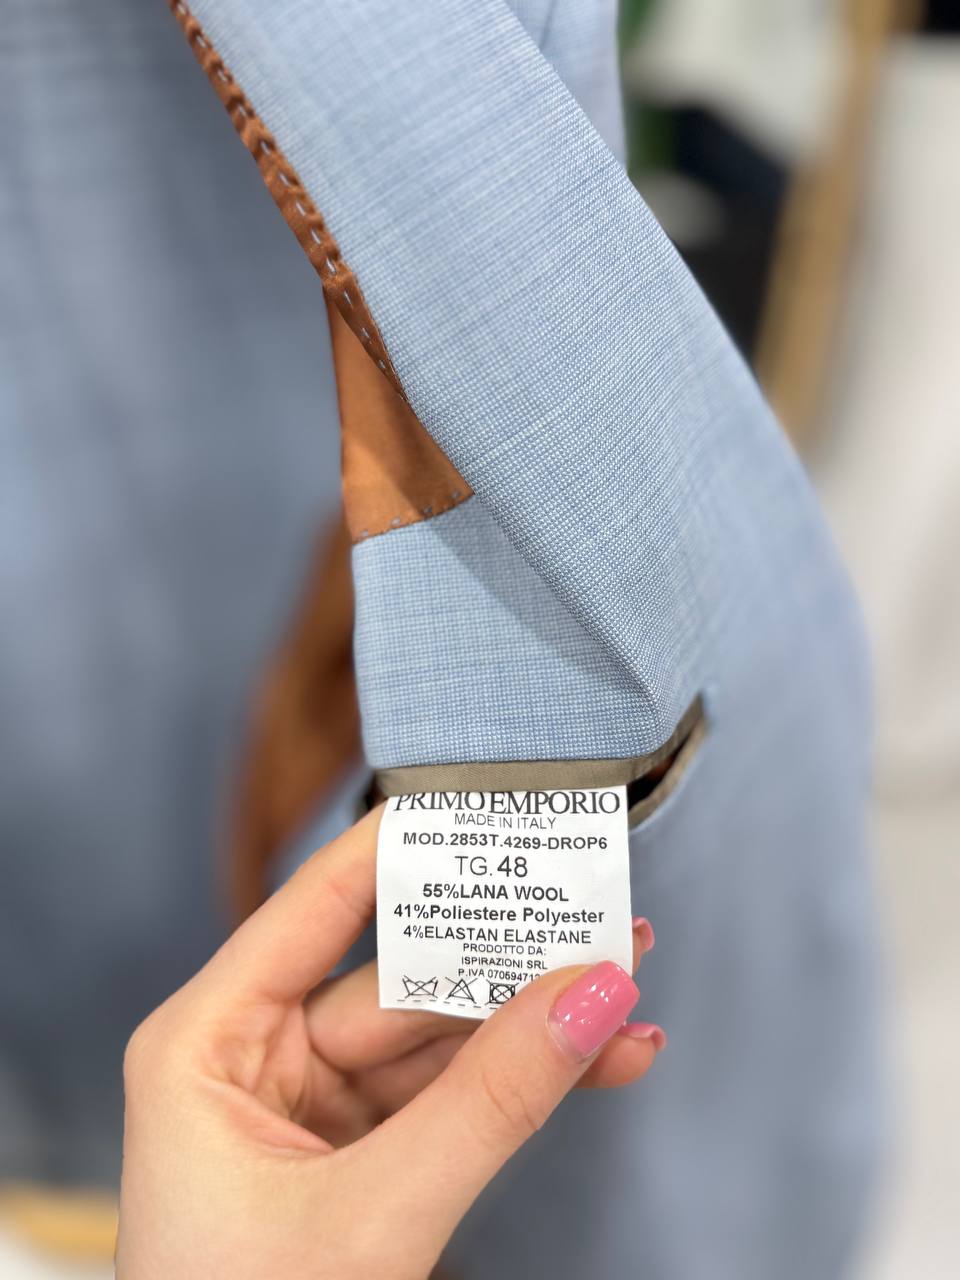 PRIMO EMPORIO
MADE IN ITALY
MOD.2853T.4269-DROP6
TG.48
55%LANA WOOL
41%Poliestere Polyester
4%ELASTAN ELASTANE
PRODOTTO DA:
ISPIRAZIONI SRL
P.IVA